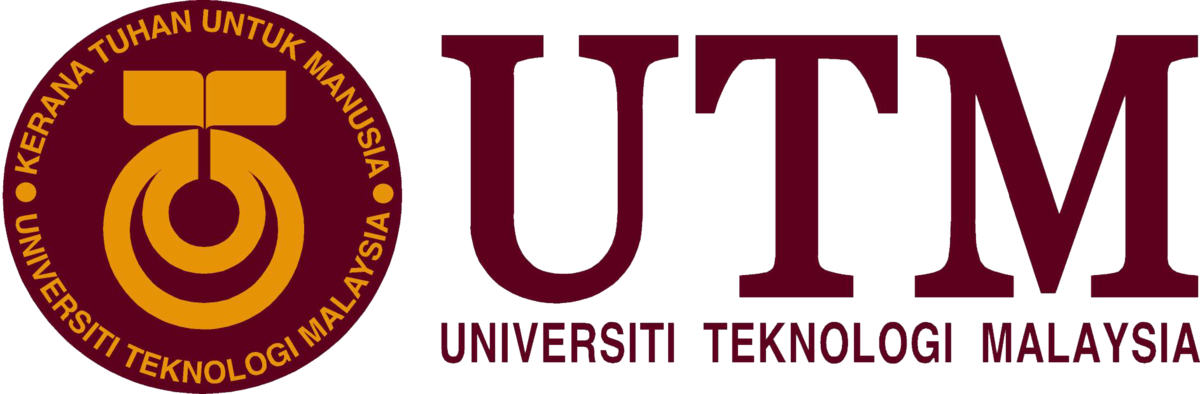 KERANA TUHAN UNTUK MANUSIA
UNIVERSITI TEKNOLOGI MALAYSIA
UTM
UNIVERSITI TEKNOLOGI MALAYSIA